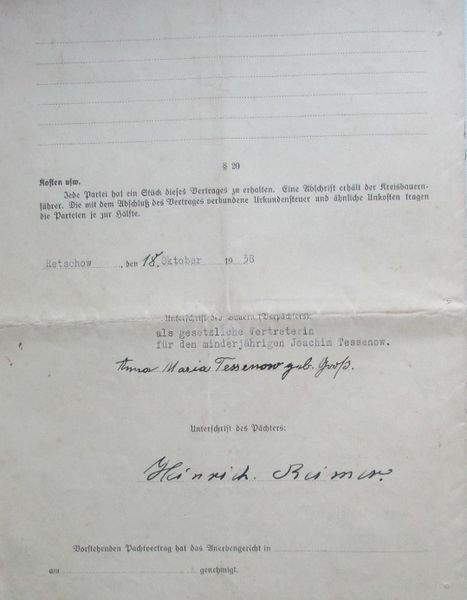 § 20
Kosten usw.
Jede Partei hat ein Stück dieses Vertrages zu erhalten. Eine Abschrift erhält der Kreisbauern-
führer. Die mit dem Abschluß des Vertrages verbundene Urkundensteuer und ähnliche Unkosten tragen
die Parteien je zur Hälfte.
Retschow, den 18. Oktober 1938
Unterschrift des Bauern (Verpächters):
als gesetzliche Vertreterin
für den minderjährigen Joachim Tessenow.
Anna Maria Tessenow geb. Groß.
Unterschrift des Pächters:
Heinrich Reimer.
Vorstehenden Pachtvertrag hat das Anerbengericht in
am genehmigt.